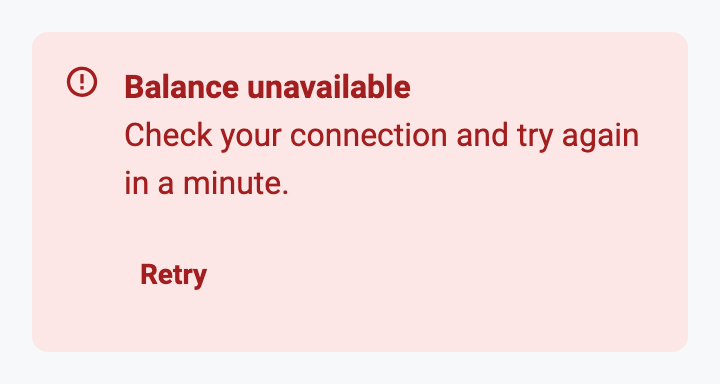 Balance unavailable
Check your connection and try again
in a minute.
Retry